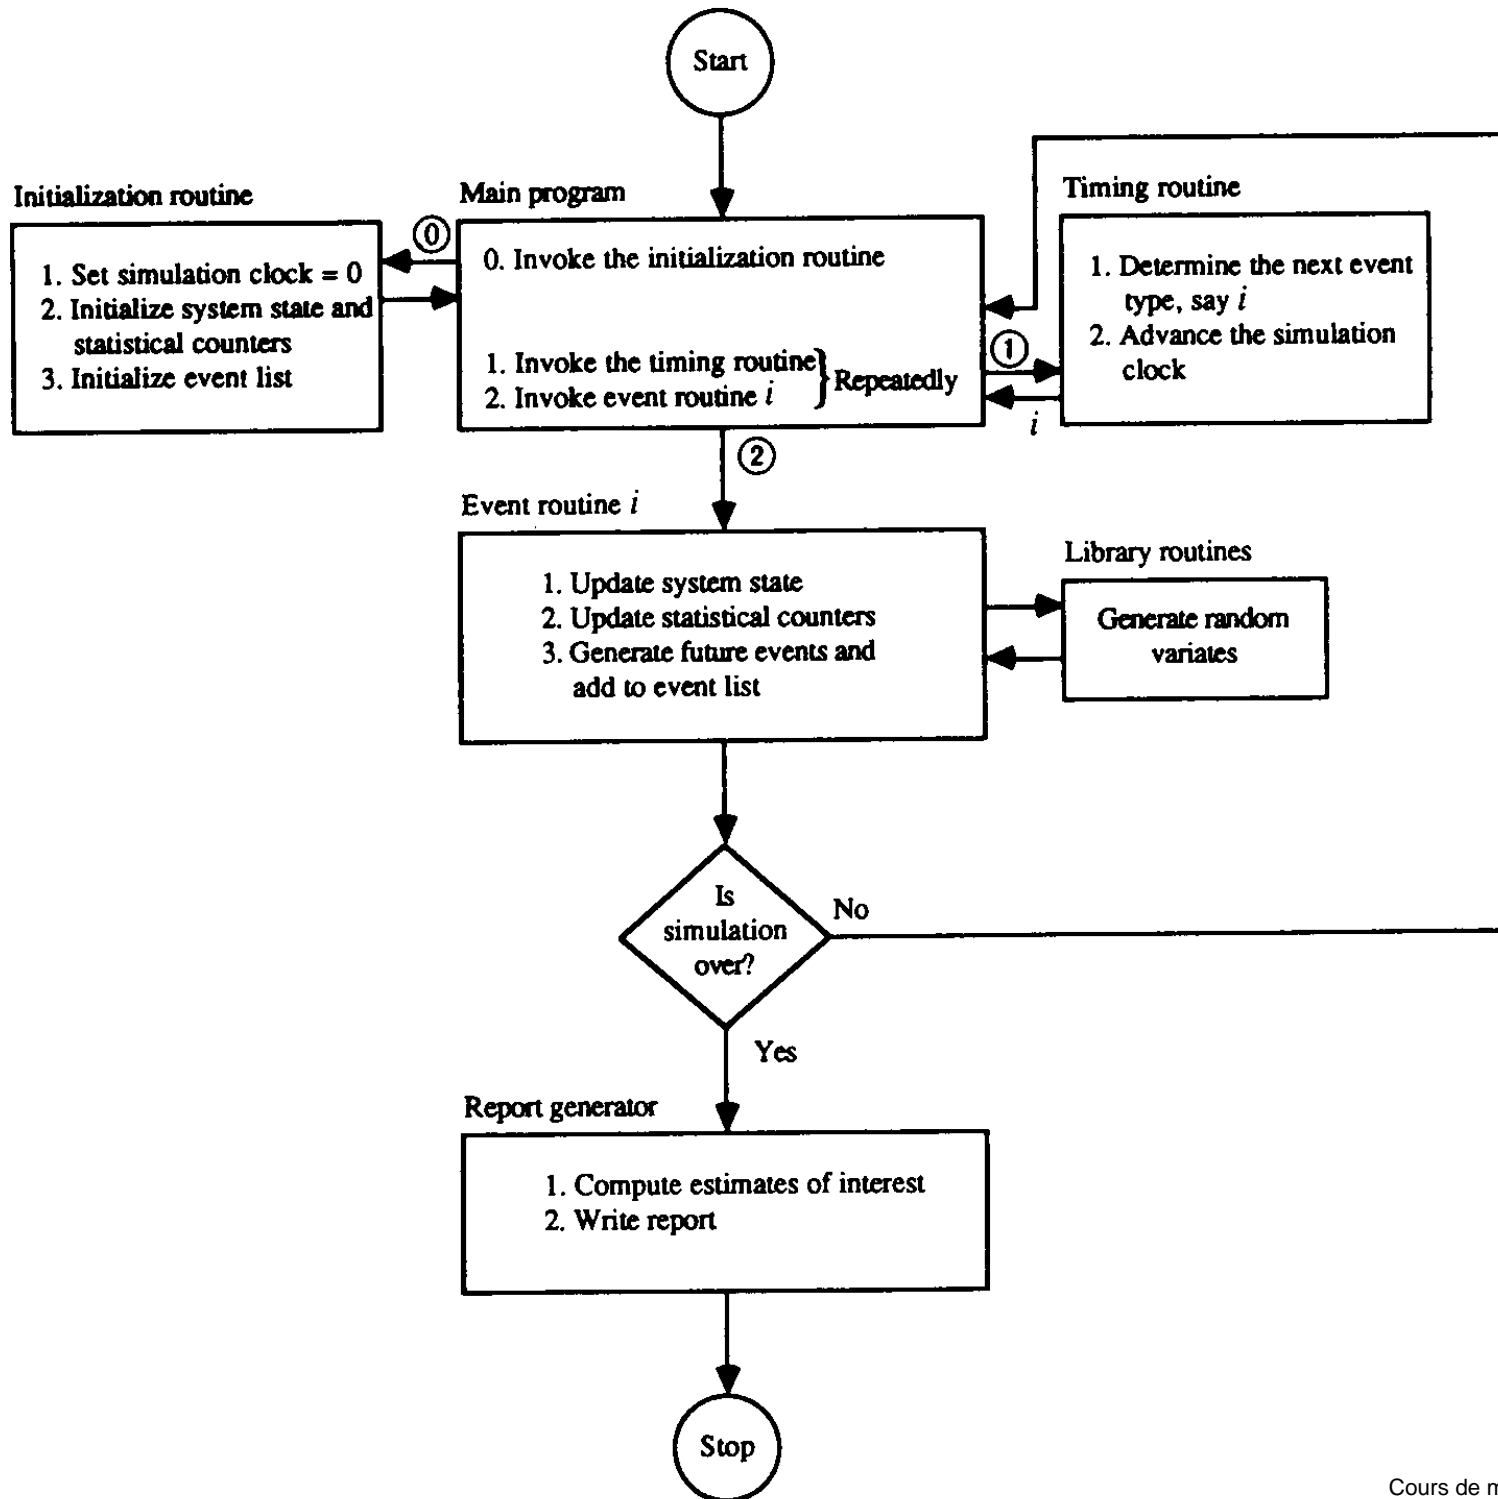 Start
Initialization routine
1. Set simulation clock = 0
2. Initialize system state and
statistical counters
3. Initialize event list
0
Main program
0. Invoke the initialization routine
1. Invoke the timing routine
2. Invoke event routine i
} Repeatedly
1
i
Timing routine
1. Determine the next event
type, say i
2. Advance the simulation
clock
2
Event routine i
1. Update system state
2. Update statistical counters
3. Generate future events and
add to event list
Library routines
Generate random
variates
Is
simulation
over?
No
Yes
Report generator
1. Compute estimates of interest
2. Write report
Stop
Cours de m